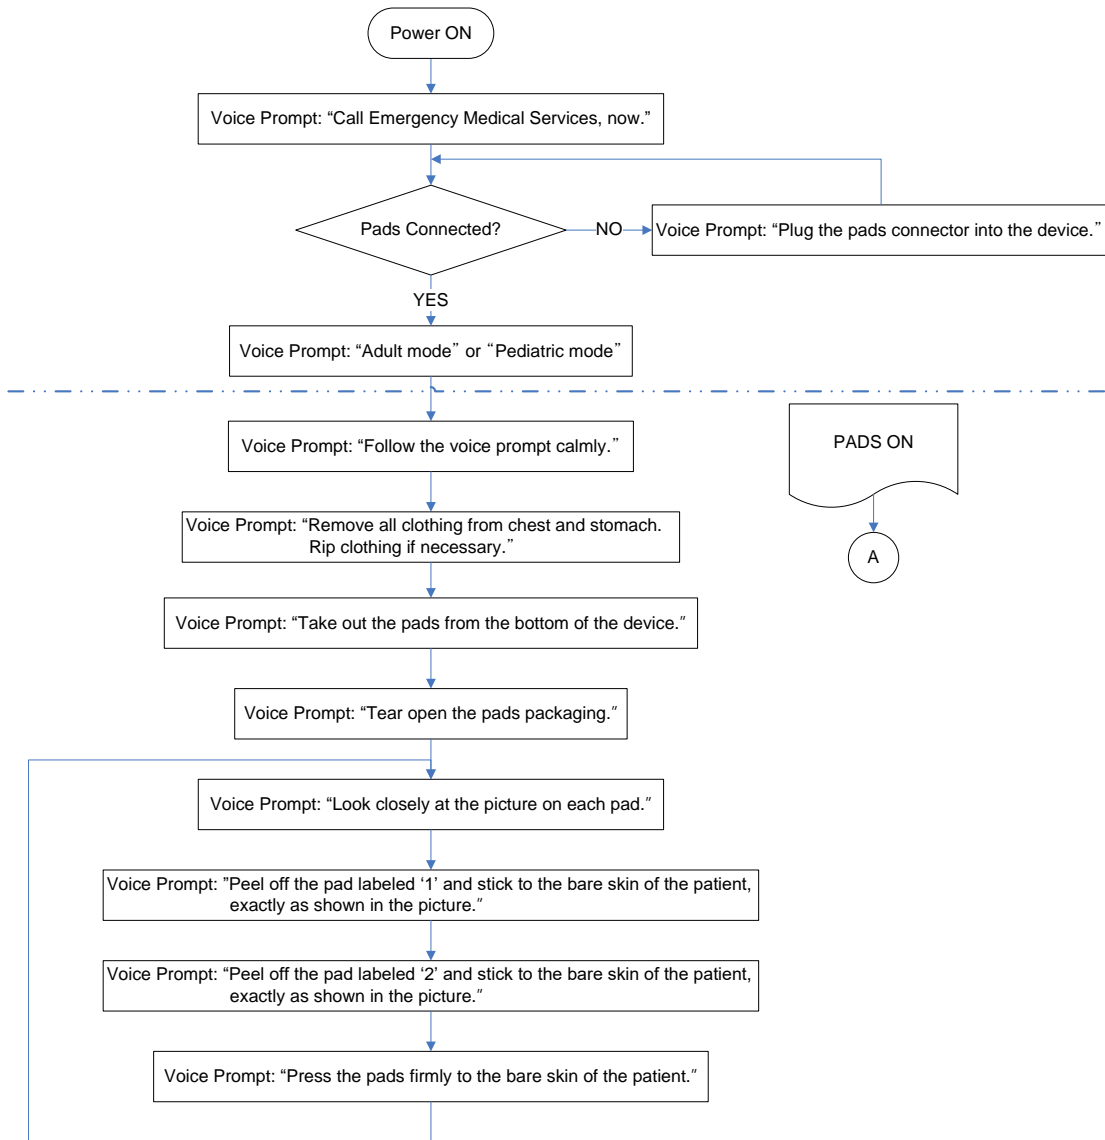 Power ON
Voice Prompt: “Call Emergency Medical Services, now.”
Pads Connected?
NO
Voice Prompt: “Plug the pads connector into the device.”
YES
Voice Prompt: “Adult mode” or “Pediatric mode”
Voice Prompt: “Follow the voice prompt calmly.”
PADS ON
A
Voice Prompt: “Remove all clothing from chest and stomach.
Rip clothing if necessary.”
Voice Prompt: “Take out the pads from the bottom of the device.”
Voice Prompt: “Tear open the pads packaging.”
Voice Prompt: “Look closely at the picture on each pad.”
Voice Prompt: ”Peel off the pad labeled ‘1’ and stick to the bare skin of the patient,
exactly as shown in the picture.”
Voice Prompt: “Peel off the pad labeled ‘2’ and stick to the bare skin of the patient,
exactly as shown in the picture.”
Voice Prompt: “Press the pads firmly to the bare skin of the patient.”